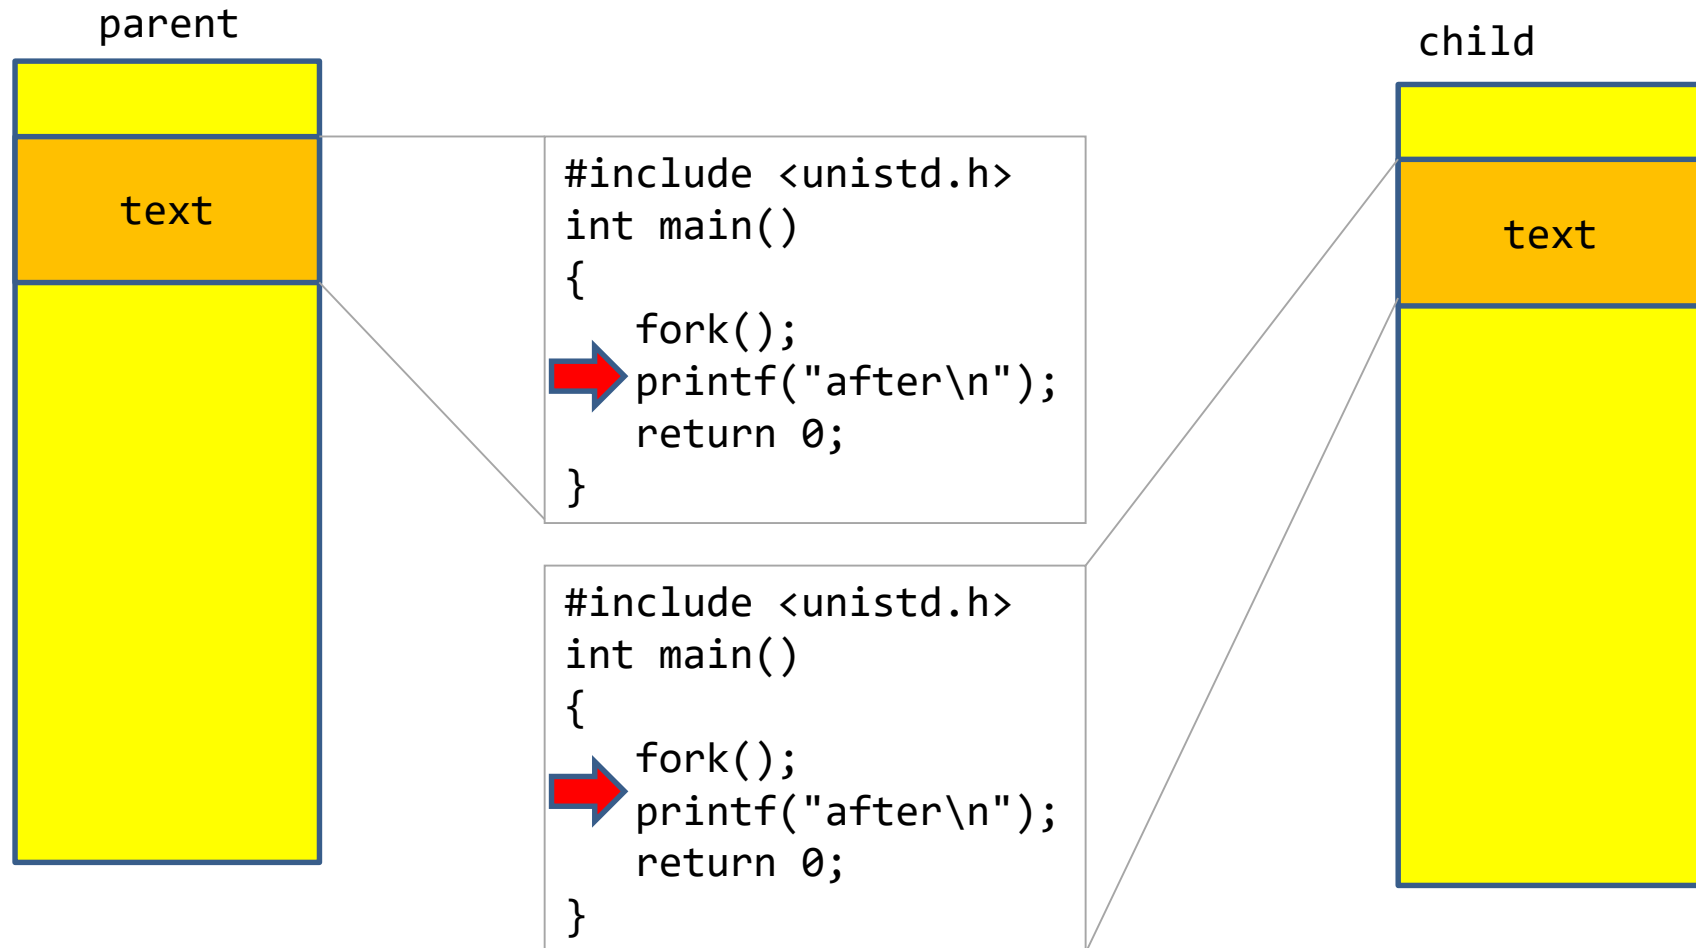 parent
child
text
text
#include <unistd.h>
int main()
{
   fork();
   printf("after\n");
   return 0;
}
#include <unistd.h>
int main()
{
   fork();
   printf("after\n");
   return 0;
}